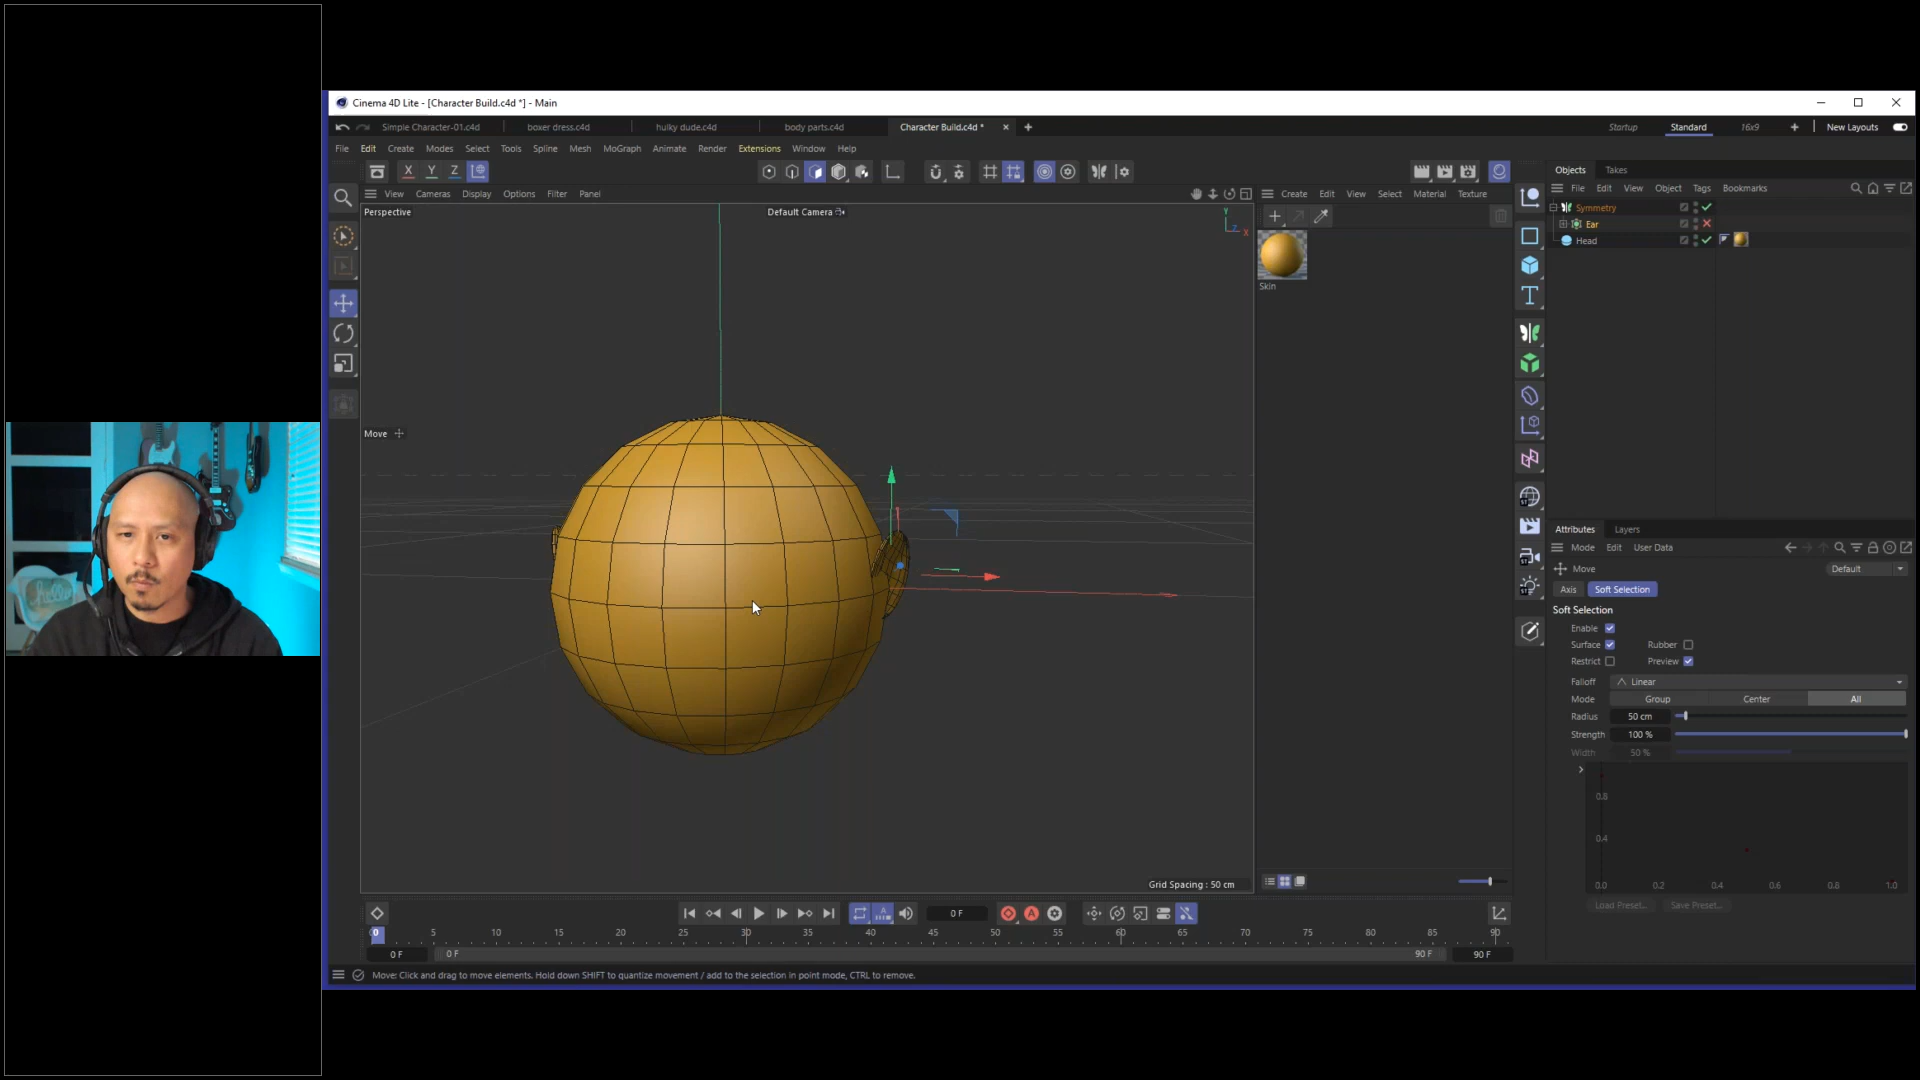 Cinema 4D Lite - [Character Build.c4d *] - Main
Simple Character-01.c4d
boxer dress.c4d
hulky dude.c4d
body parts.c4d
Character Build.c4d *
Startup
Standard
16x9
New Layouts
File Edit Create Modes Select Tools Spline Mesh MoGraph Animate Render Extensions Window Help
X Y Z
Objects Takes
View Cameras Display Options Filter Panel
Create Edit View Select Material Texture
File Edit View Object Tags Bookmarks
Perspective
Default Camera
Y
Z
X
Symmetry
Ear
Head
Skin
Move
Attributes Layers
Mode Edit User Data
Move
Default
Axis Soft Selection
Soft Selection
Enable
Surface
Rubber
Restrict
Preview
Falloff
Linear
Mode
Group
Center
All
Radius
50 cm
Strength
100 %
Width
50 %
0.8
0.4
0.0 0.2 0.4 0.6 0.8 1.0
Load Preset...
Save Preset...
Grid Spacing : 50 cm
0 F
0 5 10 15 20 25 30 35 40 45 50 55 60 65 70 75 80 85 90
0 F
0 F
90 F
90 F
Move: Click and drag to move elements. Hold down SHIFT to quantize movement / add to the selection in point mode, CTRL to remove.